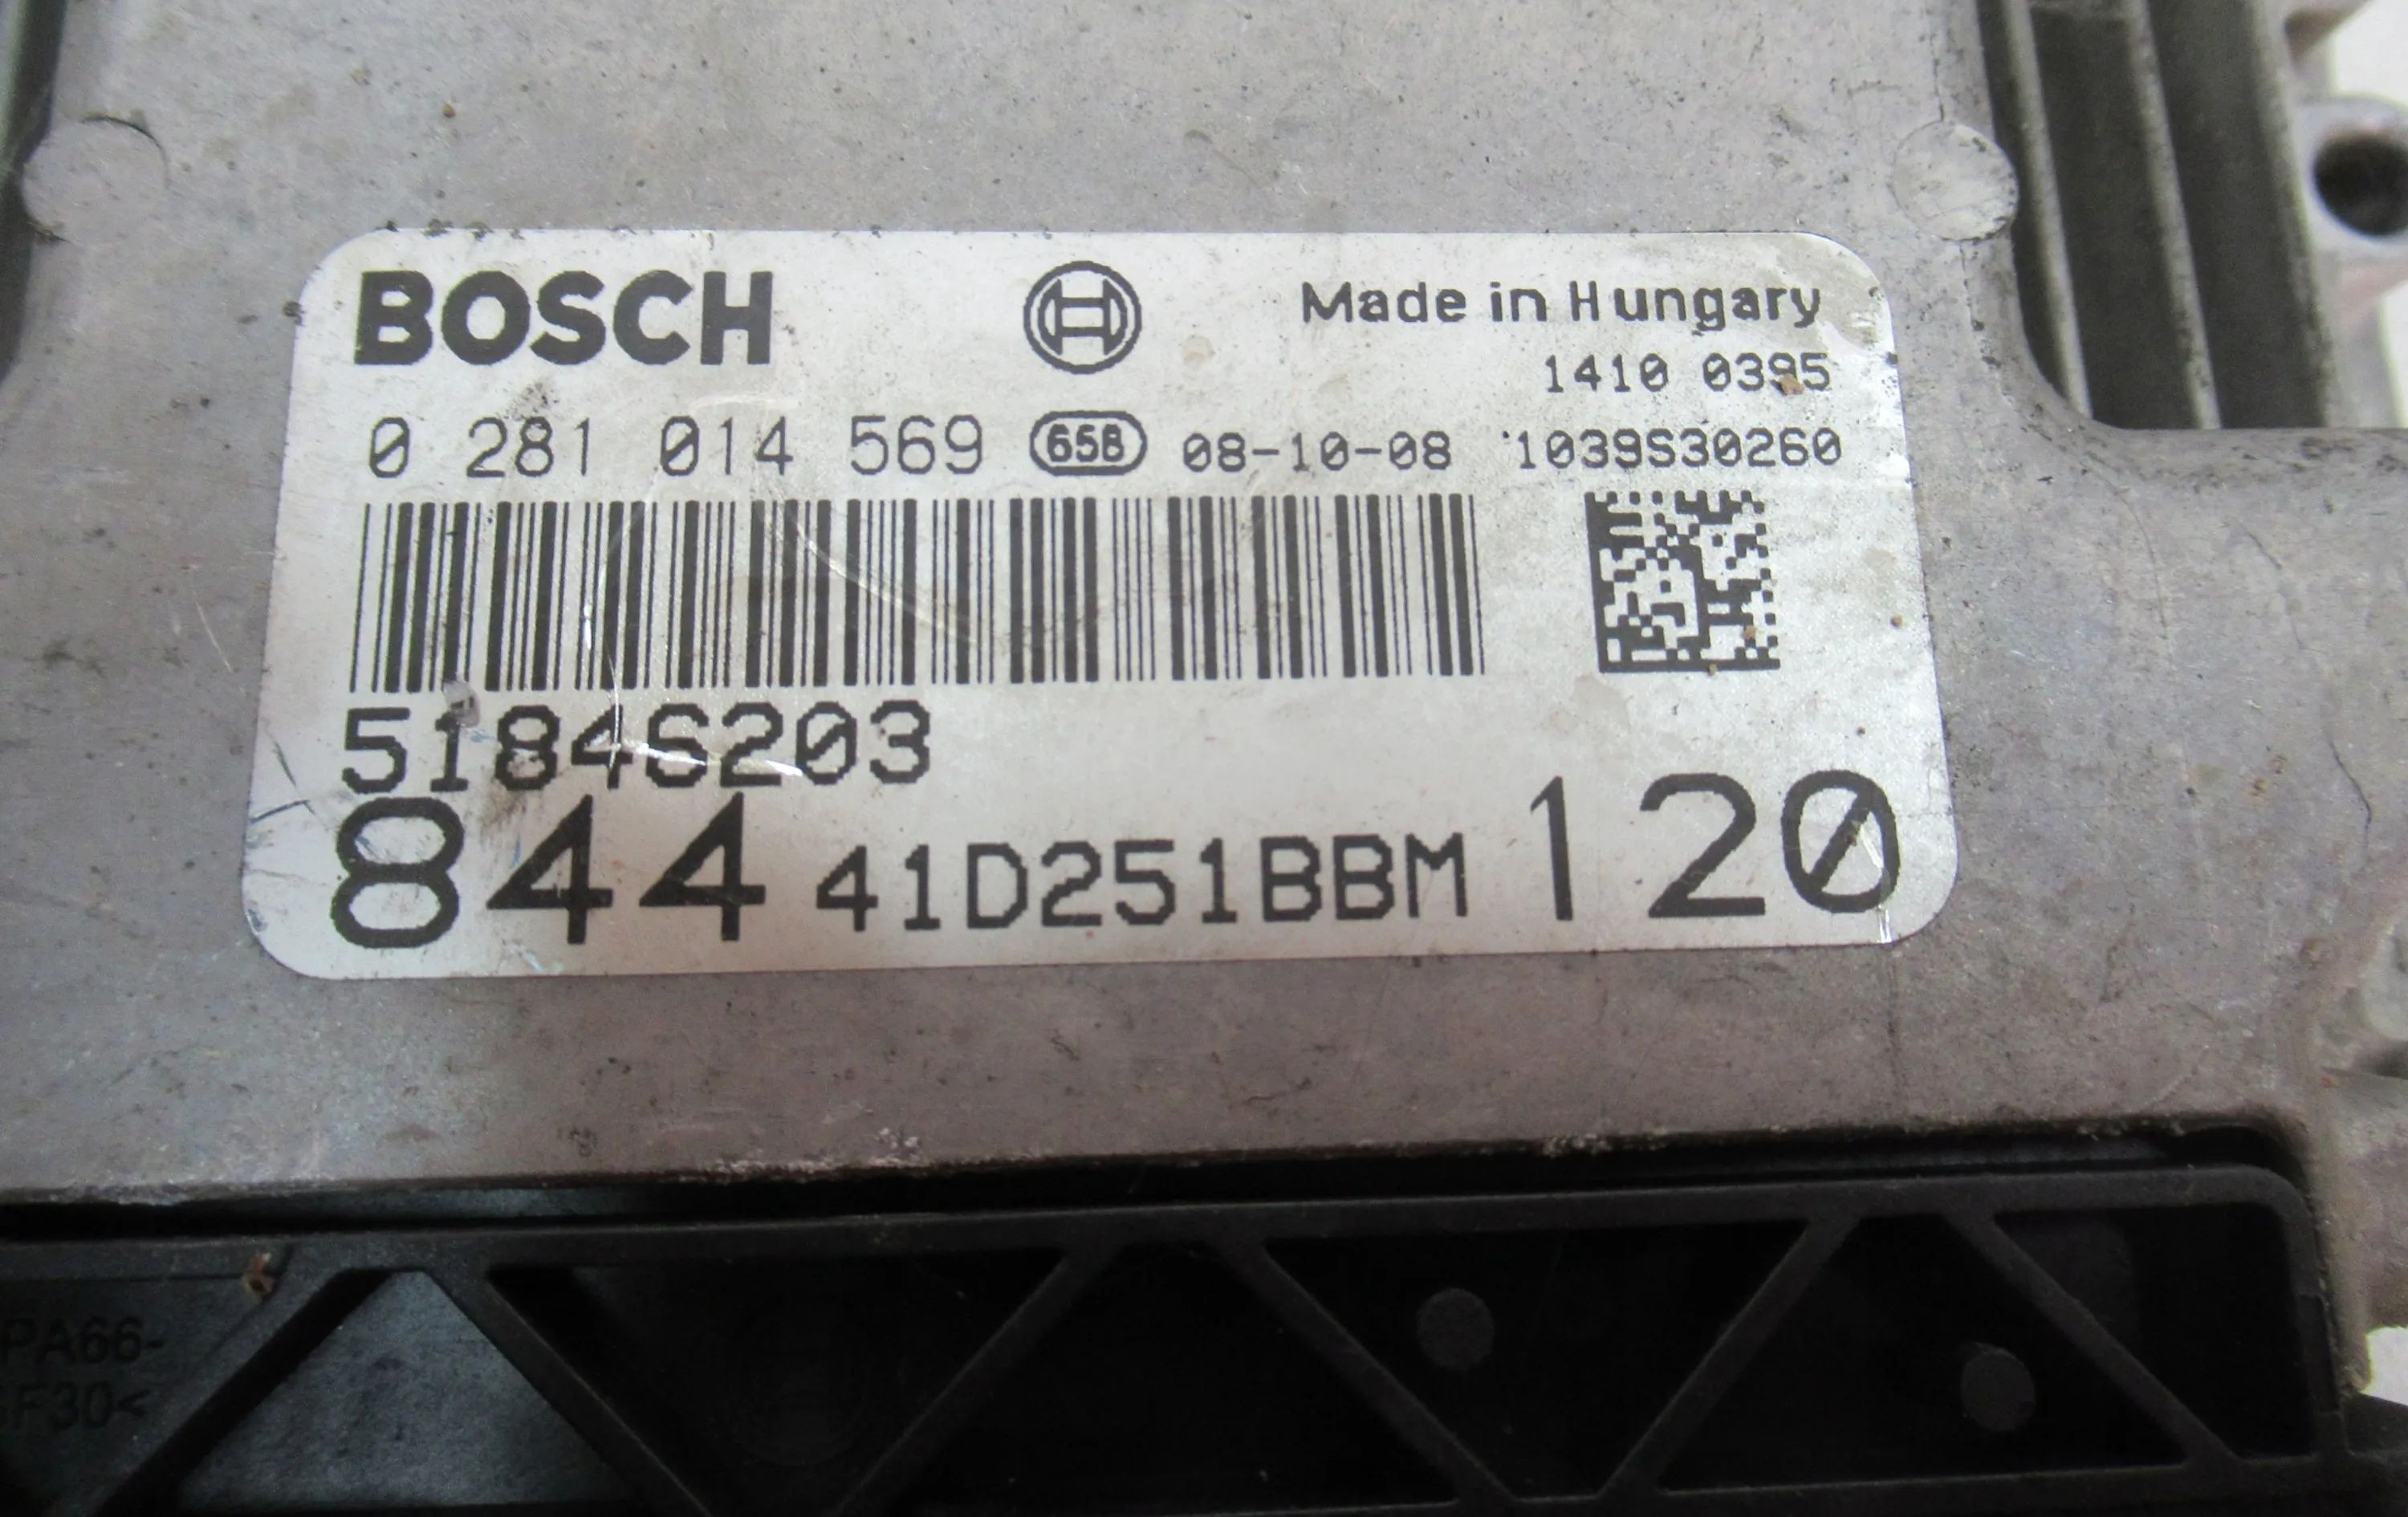 BOSCH
Made in Hungary
1410 0395
0 281 014 569 65B 08-10-08 1039S30260
51846203
844 41D251BBM 120
PA66-
F30<